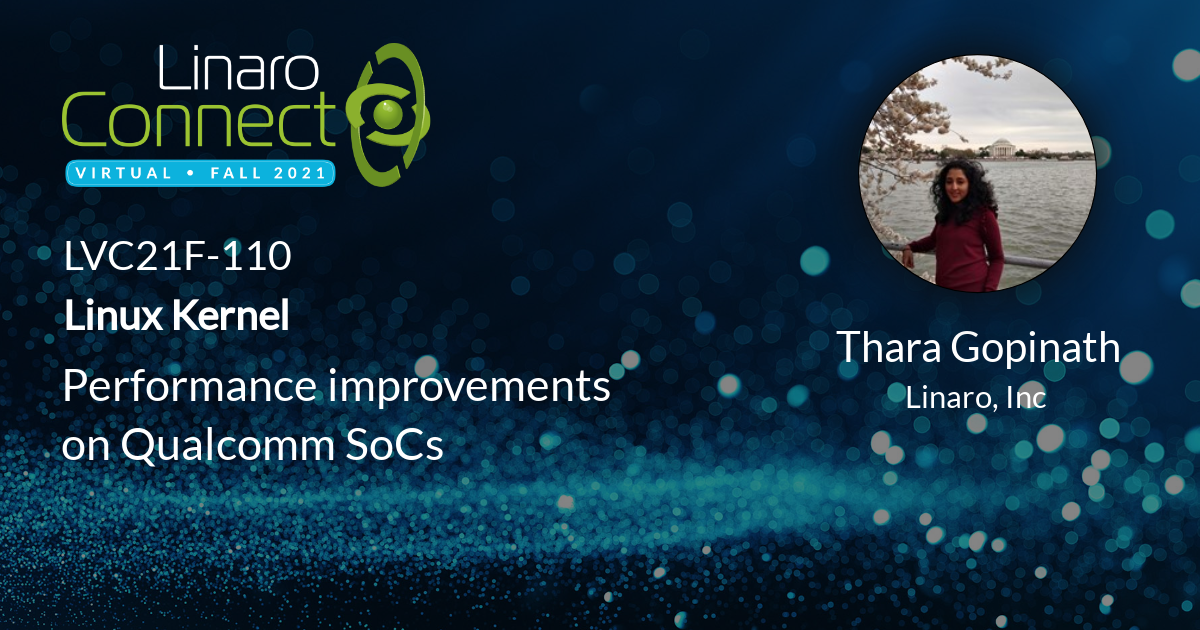 Linaro
Connect
VIRTUAL • FALL 2021
LVC21F-110
Linux Kernel
Performance improvements
on Qualcomm SoCs
Thara Gopinath
Linaro, Inc